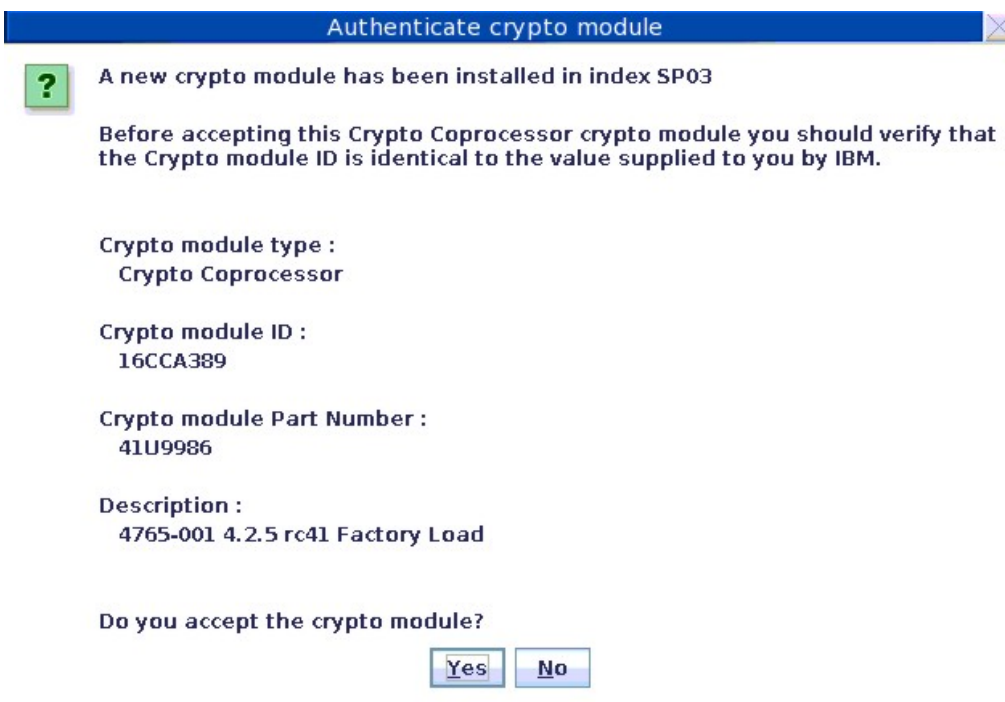 Authenticate crypto module
?
A new crypto module has been installed in index SP03
Before accepting this Crypto Coprocessor crypto module you should verify that
the Crypto module ID is identical to the value supplied to you by IBM.
Crypto module type :
Crypto Coprocessor
Crypto module ID :
16CCA389
Crypto module Part Number :
41U9986
Description :
4765-001 4.2.5 rc41 Factory Load
Do you accept the crypto module?
Yes No